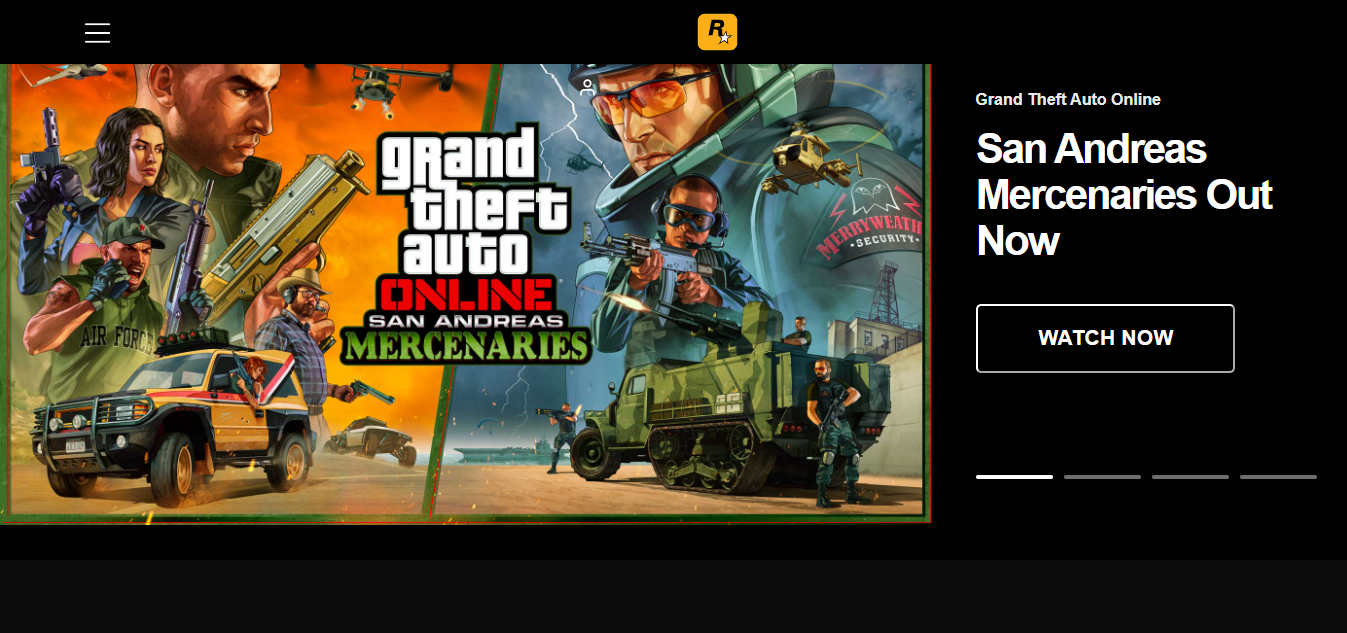 R
Grand Theft Auto Online
San Andreas
Mercenaries Out
Now
WATCH NOW
grand
theft
auto
ONLINE
SAN ANDREAS
MERCENARIES
AIR FORCE
MERRYWEATH
SECURITY